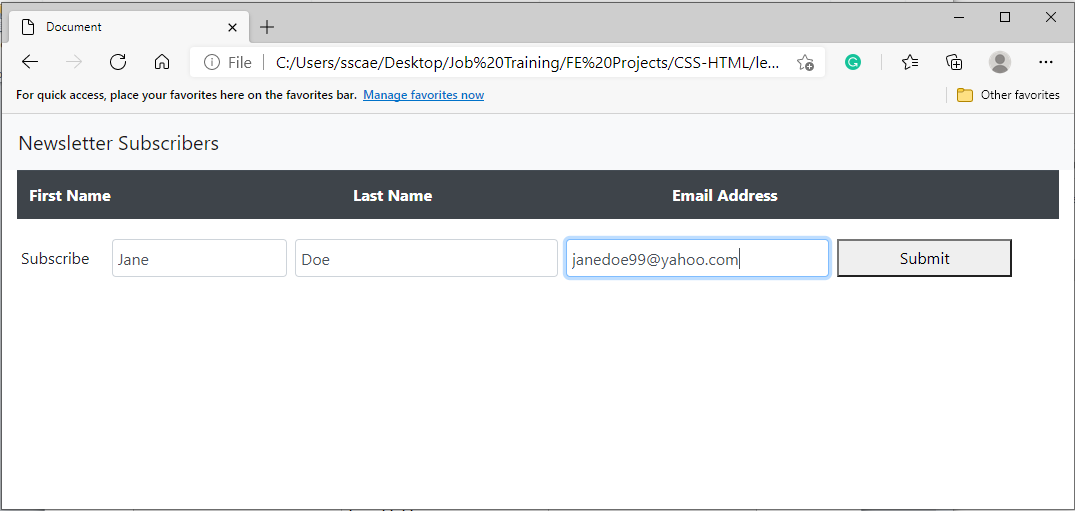 Document
File C:/Users/sscae/Desktop/Job%20Training/FE%20Projects/CSS-HTML/le...
For quick access, place your favorites here on the favorites bar. Manage favorites now Other favorites
Newsletter Subscribers
First Name Last Name Email Address
Subscribe Jane Doe janedoe99@yahoo.com Submit